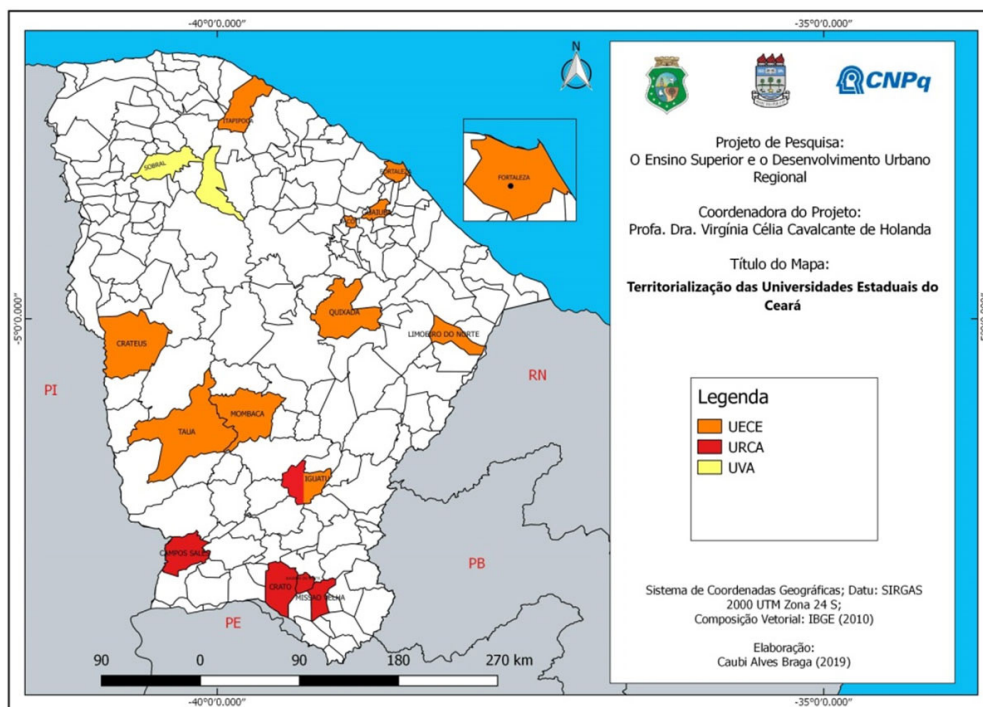 -40°0'0.000"
-35°0'0.000"
-5°0'0.000"
-5°0'0.000"
N
ITAPIPOCA
SOBRAL
FORTALEZA
FORTALEZA
QUIXADA
LIMOEIRO DO NORTE
CRATEUS
PI
RN
MOMBACA
TAUA
IGUATU
CAMPOS SALES
CRATO
MISSAO VELHA
PB
PE
90
0
90
180
270 km
-40°0'0.000"
-35°0'0.000"
CNPq
Projeto de Pesquisa:
O Ensino Superior e o Desenvolvimento Urbano
Regional
Coordenadora do Projeto:
Profa. Dra. Virgínia Célia Cavalcante de Holanda
Título do Mapa:
Territorialização das Universidades Estaduais do
Ceará
Legenda
UECE
URCA
UVA
Sistema de Coordenadas Geográficas; Datu: SIRGAS
2000 UTM Zona 24 S;
Composição Vetorial: IBGE (2010)
Elaboração:
Caubi Alves Braga (2019)